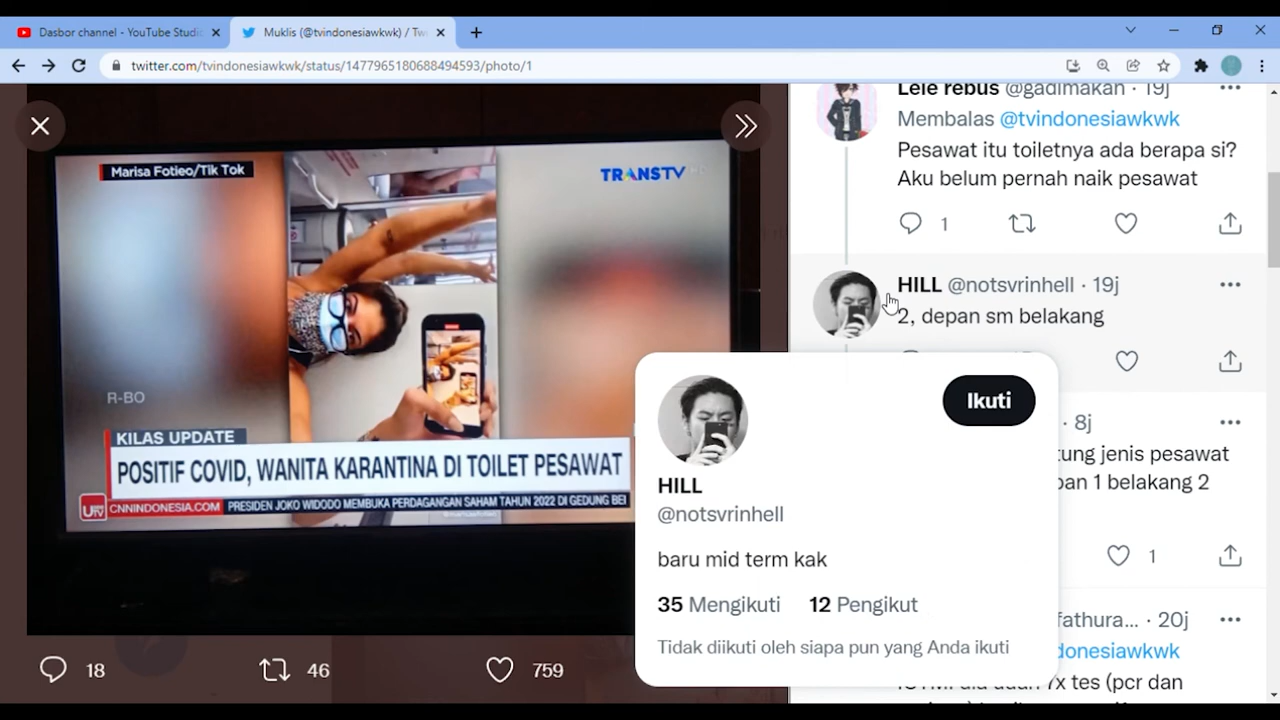 Dasbor channel - YouTube Studio
Muklis (@tvindonesiawkwk) / Tw
twitter.com/tvindonesiawkwk/status/1477965180688494593/photo/1
Marisa Fotieo/Tik Tok
TRANSTV
R-BO
KILAS UPDATE
POSITIF COVID, WANITA KARANTINA DI TOILET PESAWAT
CNNINDONESIA.COM PRESIDEN JOKO WIDODO MEMBUKA PERDAGANGAN SAHAM TAHUN 2022 DI GEDUNG BEI
18
46
759
Lele rebus @gadimakan · 19j
Membalas @tvindonesiawkwk
Pesawat itu toiletnya ada berapa si?
Aku belum pernah naik pesawat
1
HILL @notsvrinhell · 19j
2, depan sm belakang
Ikuti
HILL
@notsvrinhell
baru mid term kak
35 Mengikuti 12 Pengikut
Tidak diikuti oleh siapa pun yang Anda ikuti
· 8j
tung jenis pesawat
pan 1 belakang 2
1
fathura... · 20j
donesiawkwk